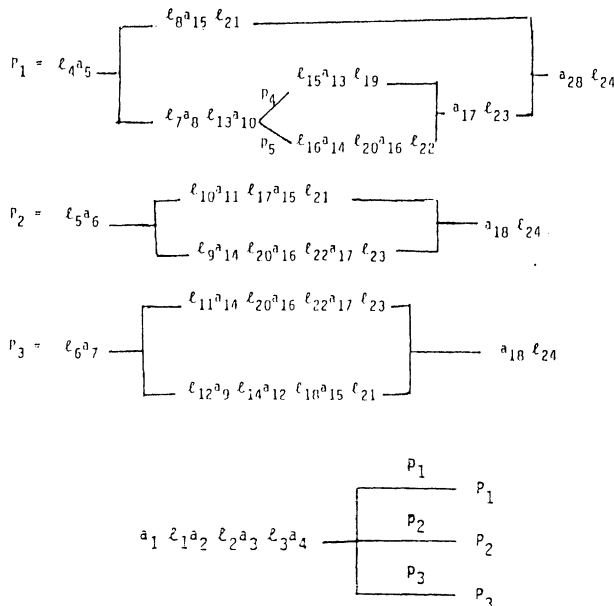 ℓ8a15 ℓ21
P1 = ℓ4a5
a28 ℓ24
ℓ15a13 ℓ19
P4
ℓ7a8 ℓ13a10
a17 ℓ23
P5
ℓ16a14 ℓ20a16 ℓ22
ℓ10a11 ℓ17a15 ℓ21
P2 = ℓ5a6
a18 ℓ24
ℓ9a14 ℓ20a16 ℓ22a17 ℓ23
ℓ11a14 ℓ20a16 ℓ22a17 ℓ23
P3 = ℓ6a7
a18 ℓ24
ℓ12a9 ℓ14a12 ℓ18a15 ℓ21
P1
P1
P2
a1 ℓ1a2 ℓ2a3 ℓ3a4
P2
P3
P3